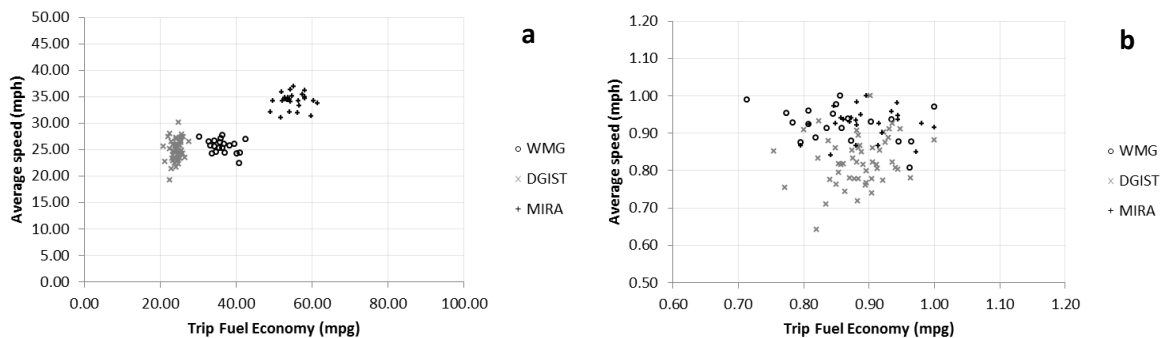 a
50.00
45.00
40.00
35.00
30.00
25.00
20.00
15.00
10.00
5.00
0.00
Average speed (mph)
0.00 20.00 40.00 60.00 80.00 100.00
Trip Fuel Economy (mpg)
WMG
DGIST
MIRA
b
1.20
1.10
1.00
0.90
0.80
0.70
0.60
0.50
Average speed (mph)
0.60 0.70 0.80 0.90 1.00 1.10 1.20
Trip Fuel Economy (mpg)
WMG
DGIST
MIRA